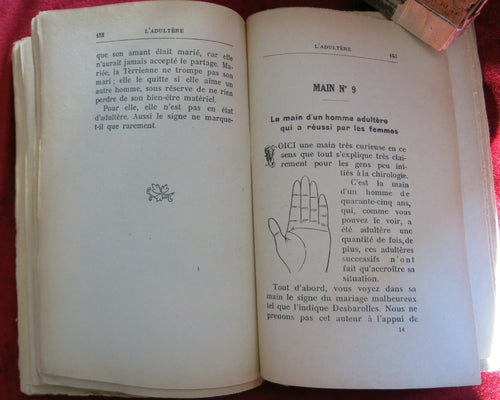 188 L'ADULTÈRE
que son amant était marié, car elle
n'aurait jamais accepté le partage. Ma-
riée, la Terrienne ne trompe pas son
mari ; elle le quitte si elle aime un
autre homme, sous réserve de ne rien
perdre de son bien-être matériel.
Pour elle, elle n'est pas en état
d'adultère. Aussi le signe ne marque-
t-il que rarement.
L'ADULTÈRE
MAIN N° 9
La main d'un homme adultère
qui a réussi par les femmes
VOICI une main très curieuse en ce
sens que tout s'explique très clai-
rement pour les gens peu ini-
tiés à la chirologie.
C'est la main
d'un homme de
quarante-cinq ans,
qui, comme vous
pouvez le voir, a
été adultère une
quantité de fois, de
plus, ces adultères
successifs n'ont
fait qu'accroître sa
situation.
Tout d'abord, vous voyez dans sa
main le signe du mariage malheureux
tel que l'indique Desbarolles. Nous ne
prenons pas cet auteur à l'appui de
14